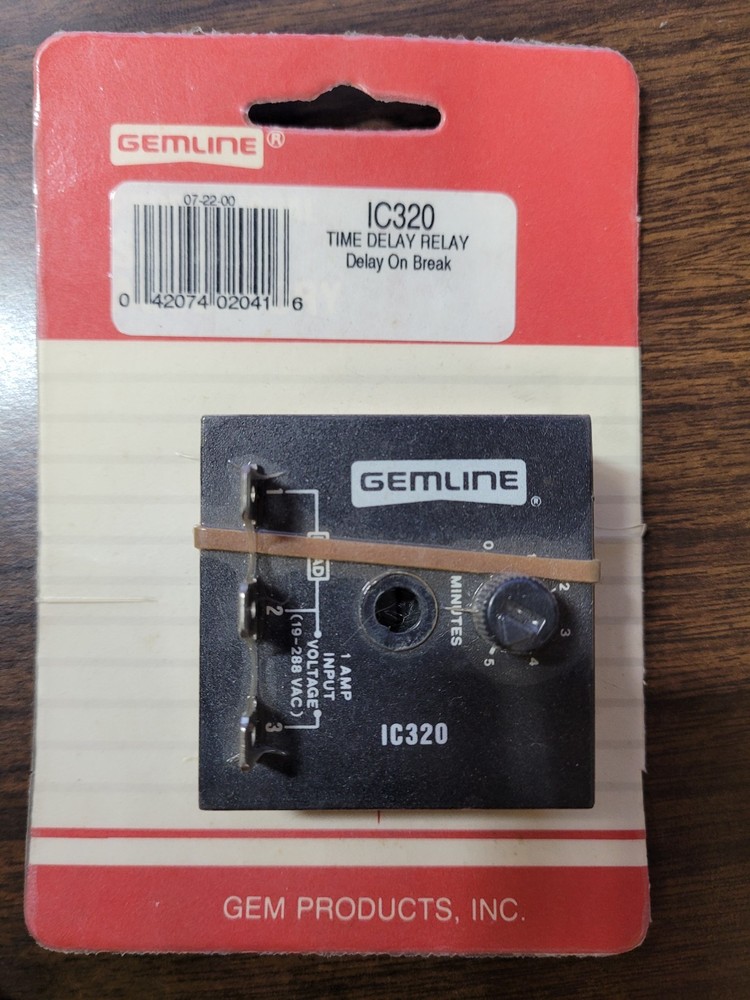 GEMLINE®
07-22-00
0 42074 02041 6
IC320
TIME DELAY RELAY
Delay On Break
GEMLINE®
1
2
3
1 AMP
INPUT
VOLTAGE
(19-288 VAC)
MINUTES
0
2
3
4
5
IC320
GEM PRODUCTS, INC.